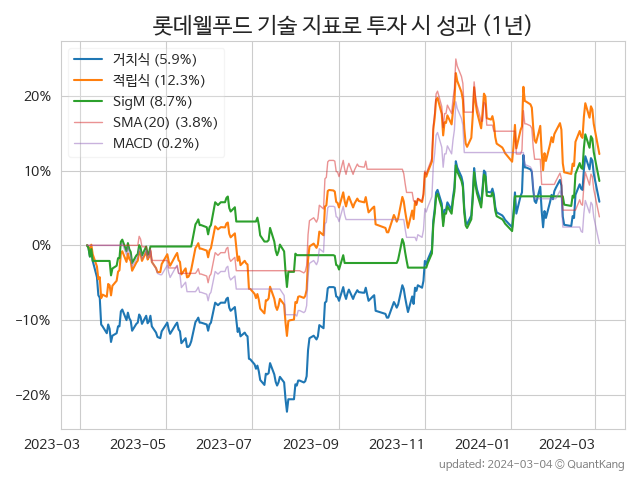 롯데웰푸드 기술 지표로 투자 시 성과 (1년)
거치식 (5.9%)
적립식 (12.3%)
SigM (8.7%)
SMA(20) (3.8%)
MACD (0.2%)
20%
10%
0%
−10%
−20%
2023-03 2023-05 2023-07 2023-09 2023-11 2024-01 2024-03
updated: 2024-03-04 © QuantKang